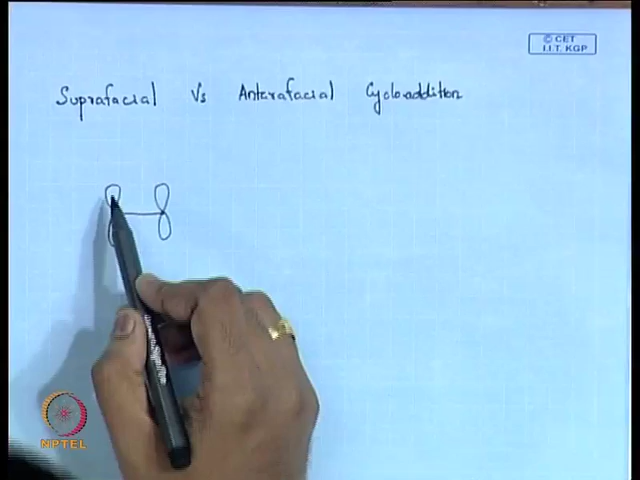 © CET
I.I.T. KGP
Suprafacial Vs Antarafacial Cycloaddition
NPTEL